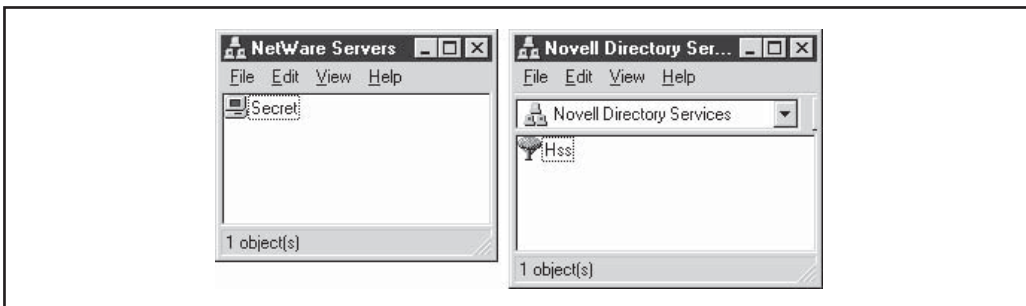 NetWare Servers
File Edit View Help
Secret
1 object(s)
Novell Directory Ser...
File Edit View Help
Novell Directory Services
Hss
1 object(s)